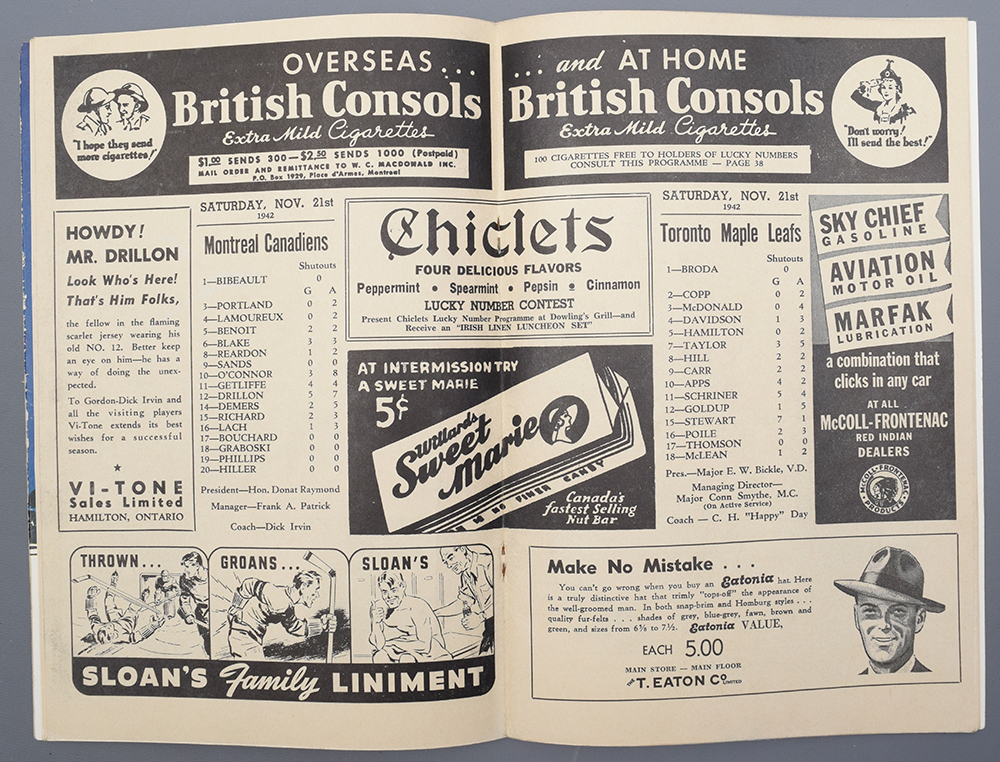 OVERSEAS...
British Consols
Extra Mild Cigarettes
"I hope they send
more cigarettes!"
$1.00 SENDS 300—$2.50 SENDS 1000 (Postpaid)
MAIL ORDER AND REMITTANCE TO W. C. MACDONALD INC.
P.O. Box 1929, Place d'Armes, Montreal
... and AT HOME
British Consols
Extra Mild Cigarettes
"Don't worry!
I'll send the best!"
100 CIGARETTES FREE TO HOLDERS OF LUCKY NUMBERS
CONSULT THIS PROGRAMME — PAGE 38
HOWDY!
MR. DRILLON
Look Who's Here!
That's Him Folks,
the fellow in the flaming
scarlet jersey wearing his
old NO. 12. Better keep
an eye on him—he has a
way of doing the unex-
pected.
To Gordon-Dick Irvin and
all the visiting players
Vi-Tone extends its best
wishes for a successful
season.
VI-TONE
Sales Limited
HAMILTON, ONTARIO
SATURDAY, NOV. 21st
1942
Montreal Canadiens
Shutouts
1—BIBEAULT 0
G A
3—PORTLAND 0 2
4—LAMOUREUX 0 2
5—BENOIT 2 2
6—BLAKE 3 3
8—REARDON 1 2
9—SANDS 0 0
10—O'CONNOR 3 8
11—GETLIFFE 4 4
12—DRILLON 5 7
14—DEMERS 2 5
15—RICHARD 2 3
16—LACH 1 3
17—BOUCHARD 0 0
18—GRABOSKI 0 0
19—PHILLIPS 0 0
20—HILLER 0 0
President—Hon. Donat Raymond
Manager—Frank A. Patrick
Coach—Dick Irvin
Chiclets
FOUR DELICIOUS FLAVORS
Peppermint • Spearmint • Pepsin • Cinnamon
LUCKY NUMBER CONTEST
Present Chiclets Lucky Number Programme at Dowling's Grill—and
Receive an "IRISH LINEN LUNCHEON SET"
AT INTERMISSION TRY
A SWEET MARIE
5¢
Willards
Sweet
Marie
IS NO FINER CANDY
Canada's
fastest Selling
Nut Bar
SATURDAY, NOV. 21st
1942
Toronto Maple Leafs
Shutouts
1—BRODA 0
G A
2—COPP 0 2
3—McDONALD 0 4
4—DAVIDSON 1 3
5—HAMILTON 0 2
7—TAYLOR 3 5
8—HILL 2 2
9—CARR 2 2
10—APPS 4 2
11—SCHRINER 5 4
12—GOLDUP 1 5
15—STEWART 7 1
16—POILE 2 3
17—THOMSON 0 0
18—McLEAN 1 2
Pres.—Major E. W. Bickle, V.D.
Managing Director—
Major Conn Smythe, M.C.
(On Active Service)
Coach — C. H. "Happy" Day
SKY CHIEF
GASOLINE
AVIATION
MOTOR OIL
MARFAK
LUBRICATION
a combination that
clicks in any car
AT ALL
McCOLL-FRONTENAC
RED INDIAN
DEALERS
McCOLL-FRONTENAC
PRODUCTS
THROWN...
GROANS...
SLOAN'S
SLOAN'S Family LINIMENT
Make No Mistake . . .
You can't go wrong when you buy an Eatonia hat. Here
is a truly distinctive hat that trimly "tops-off" the appearance of
the well-groomed man. In both snap-brim and Homburg styles . . .
quality fur-felts . . . shades of grey, blue-grey, fawn, brown and
green, and sizes from 6⅝ to 7½. Eatonia VALUE,
EACH 5.00
MAIN STORE — MAIN FLOOR
THE T. EATON Co LIMITED